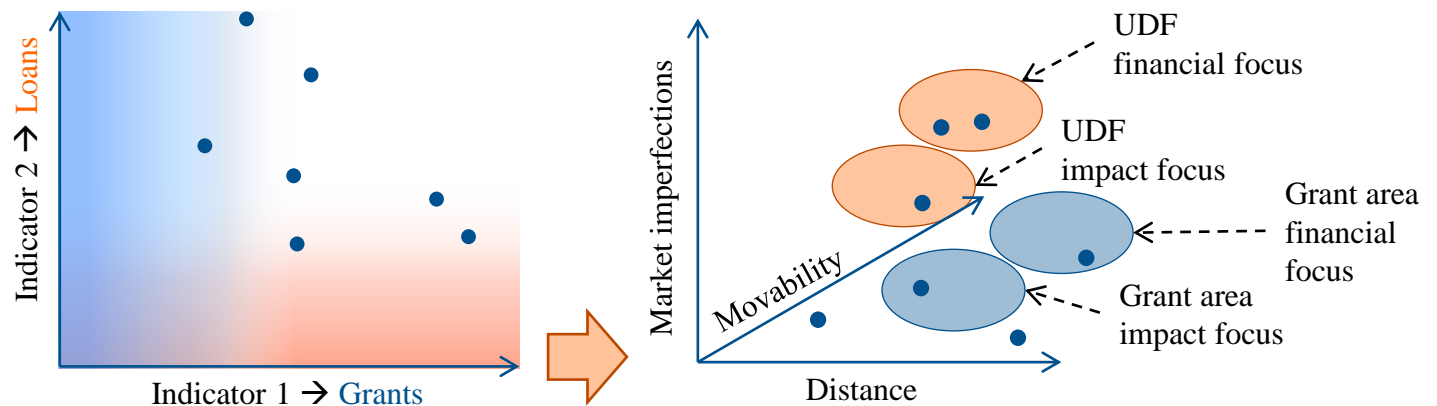 Indicator 2 → Loans
Indicator 1 → Grants
Market imperfections
Movability
Distance
UDF
financial focus
UDF
impact focus
Grant area
financial
focus
Grant area
impact focus